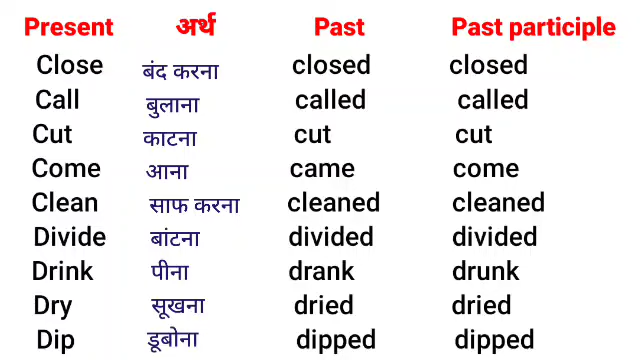 Present अर्थ Past Past participle
Close बंद करना closed closed
Call बुलाना called called
Cut काटना cut cut
Come आना came come
Clean साफ करना cleaned cleaned
Divide बांटना divided divided
Drink पीना drank drunk
Dry सूखना dried dried
Dip डूबोना dipped dipped